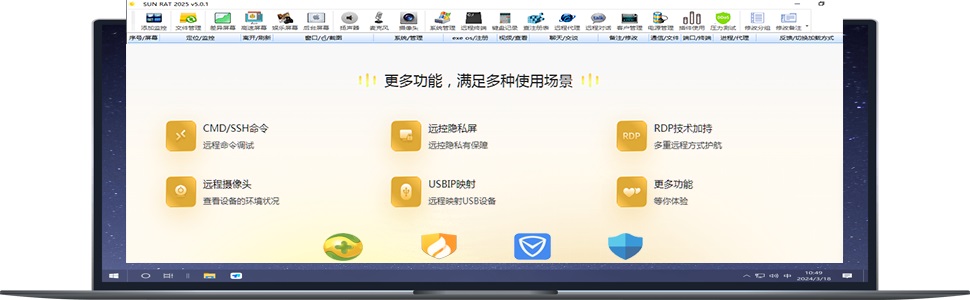 SUN RAT 2025 v5.0.1
添加监控 文件管理 差异屏幕 高速屏幕 娱乐屏幕 后台屏幕 扬声器 麦克风 摄像头 系统管理 远程终端 键盘记录 查注册表 远程代理 远程对话 客户管理 电源管理 插件使用 压力测试 修改分组 修改备注
序号/屏幕 定位/监控 离开/刷新 窗口/qq/截图 系统/管理 视频/查看 聊天/交谈 备注/修改 通信/文件 端口/终端 进程/代理 反馈/切换加载方式
更多功能，满足多种使用场景
CMD/SSH命令
远程命令调试
远控隐私屏
远控隐私有保障
RDP
RDP技术加持
多重远程方式护航
远程摄像头
查看设备的环境状况
USBIP映射
远程映射USB设备
更多功能
等你体验
中
10:49
2024/3/18